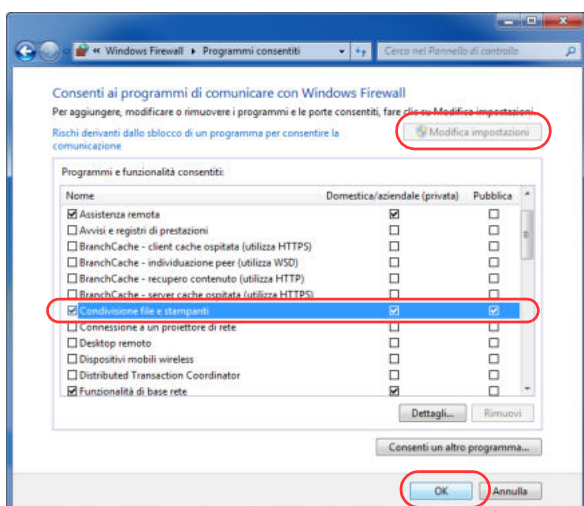 « Windows Firewall ▸ Programmi consentiti
Cerca nel Pannello di controllo
Consenti ai programmi di comunicare con Windows Firewall
Per aggiungere, modificare o rimuovere i programmi e le porte consentiti, fare clic su Modifica impostazioni.
Rischi derivanti dallo sblocco di un programma per consentire la
comunicazione
Modifica impostazioni
Programmi e funzionalità consentiti:
Nome Domestica/aziendale (privata) Pubblica
Assistenza remota
Avvisi e registri di prestazioni
BranchCache - client cache ospitata (utilizza HTTPS)
BranchCache - individuazione peer (utilizza WSD)
BranchCache - recupero contenuto (utilizza HTTP)
BranchCache - server cache ospitata (utilizza HTTPS)
Condivisione file e stampanti
Connessione a un proiettore di rete
Desktop remoto
Dispositivi mobili wireless
Distributed Transaction Coordinator
Funzionalità di base rete
Dettagli... Rimuovi
Consenti un altro programma...
OK Annulla